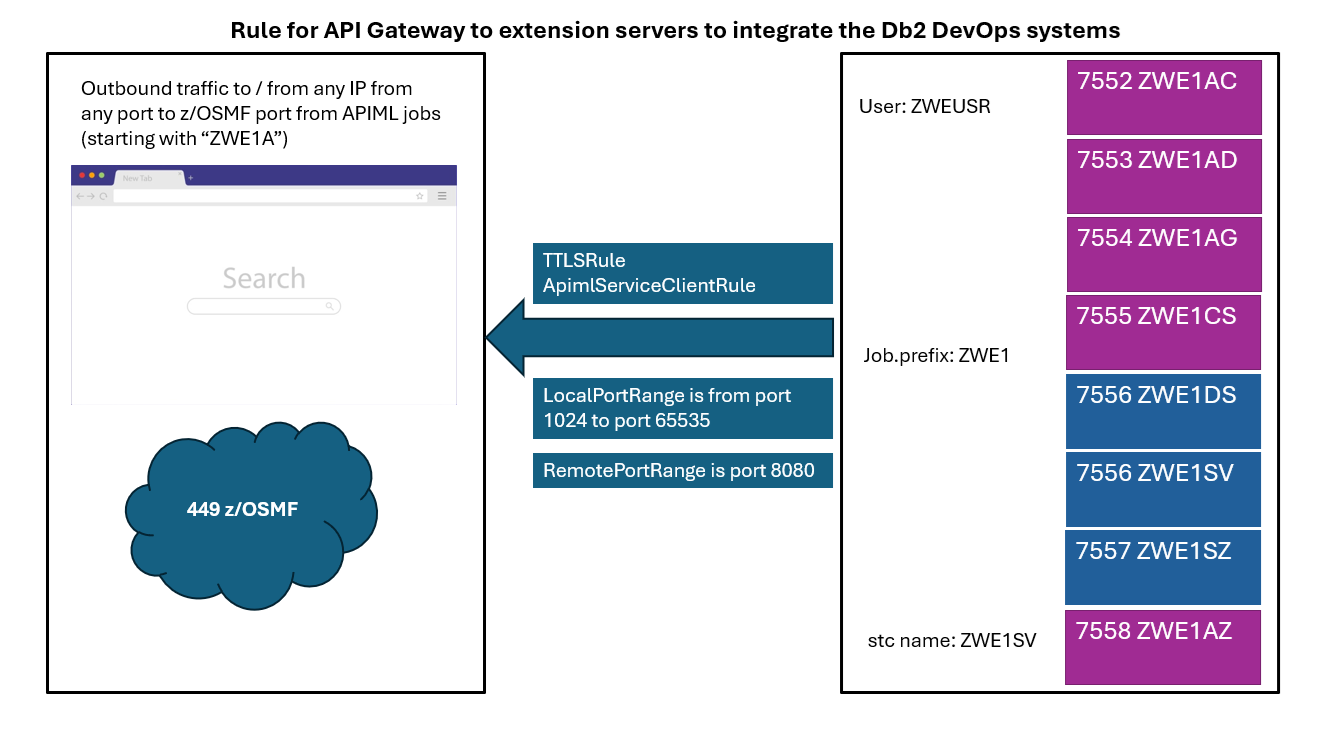 Rule for API Gateway to extension servers to integrate the Db2 DevOps systems
Outbound traffic to / from any IP from
any port to z/OSMF port from APIML jobs
(starting with “ZWE1A”)
New Tab
Search
449 z/OSMF
TTLSRule
ApimlServiceClientRule
LocalPortRange is from port
1024 to port 65535
RemotePortRange is port 8080
User: ZWEUSR
Job.prefix: ZWE1
stc name: ZWE1SV
7552 ZWE1AC
7553 ZWE1AD
7554 ZWE1AG
7555 ZWE1CS
7556 ZWE1DS
7556 ZWE1SV
7557 ZWE1SZ
7558 ZWE1AZ